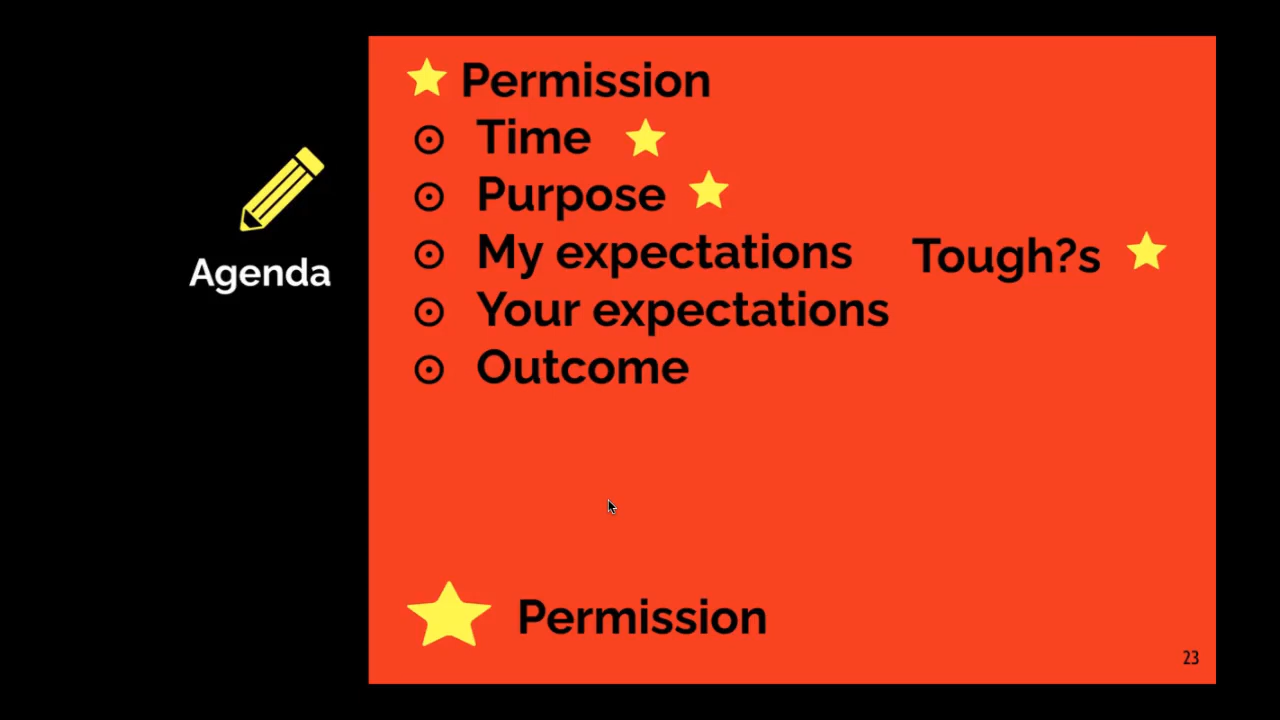 Agenda
Permission
Time
Purpose
My expectations Tough?s
Your expectations
Outcome
Permission
23